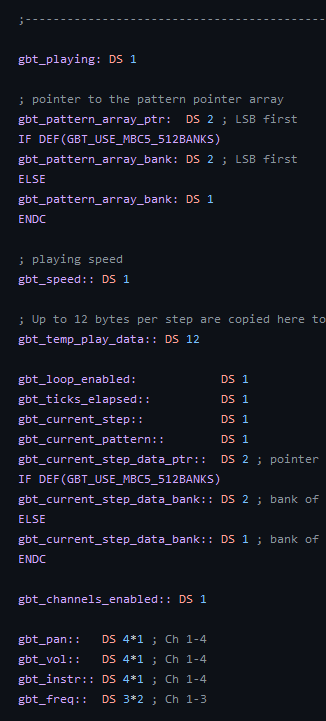 ;---------------------------------------------
gbt_playing: DS 1
; pointer to the pattern pointer array
gbt_pattern_array_ptr:  DS 2 ; LSB first
IF DEF(GBT_USE_MBC5_512BANKS)
gbt_pattern_array_bank: DS 2 ; LSB first
ELSE
gbt_pattern_array_bank: DS 1
ENDC
; playing speed
gbt_speed:: DS 1
; Up to 12 bytes per step are copied here to
gbt_temp_play_data:: DS 12
gbt_loop_enabled:            DS 1
gbt_ticks_elapsed::          DS 1
gbt_current_step::           DS 1
gbt_current_pattern::        DS 1
gbt_current_step_data_ptr::  DS 2 ; pointer
IF DEF(GBT_USE_MBC5_512BANKS)
gbt_current_step_data_bank:: DS 2 ; bank of
ELSE
gbt_current_step_data_bank:: DS 1 ; bank of
ENDC
gbt_channels_enabled:: DS 1
gbt_pan::   DS 4*1 ; Ch 1-4
gbt_vol::   DS 4*1 ; Ch 1-4
gbt_instr:: DS 4*1 ; Ch 1-4
gbt_freq::  DS 3*2 ; Ch 1-3